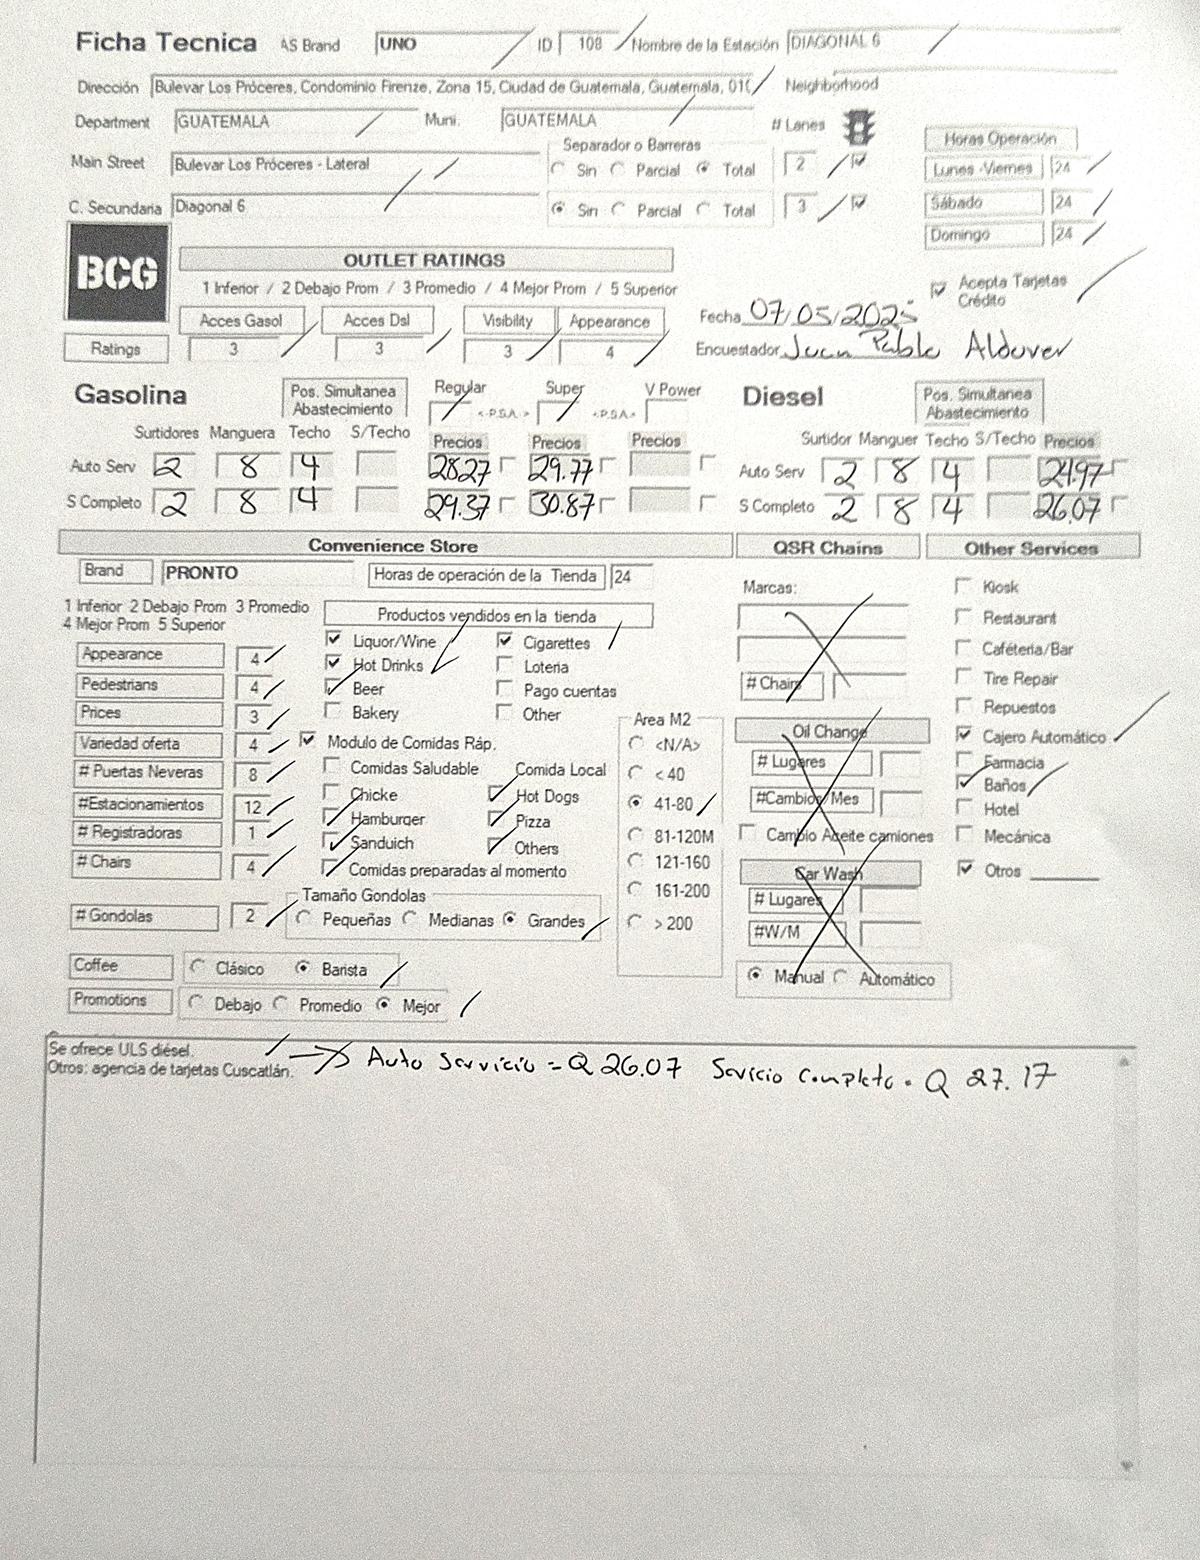 Ficha Tecnica AS Brand UNO ID 108 Nombre de la Estación DIAGONAL 6
Dirección Bulevar Los Próceres, Condominio Firenze, Zona 15, Ciudad de Guatemala, Guatemala, 010 Neighborhood
Department GUATEMALA Muni. GUATEMALA # Lanes
Separador o Barreras Horas Operación
Main Street Bulevar Los Próceres - Lateral Sin Parcial Total 2 Lunes -Viernes 24
C. Secundaria Diagonal 6 Sin Parcial Total 3 Sábado 24
Domingo 24
BCG
OUTLET RATINGS
1 Inferior / 2 Debajo Prom / 3 Promedio / 4 Mejor Prom / 5 Superior
Acepta Tarjetas Crédito
Acces Gasol Acces Dsl Visibility Appearance
Fecha 07/05/2025
Ratings 3 3 3 4
Encuestador Juan Pablo Alduver
Gasolina Pos. Simultanea Abastecimiento Regular <-P.S.A.-> Super <-P.S.A.> V Power Diesel Pos. Simultanea Abastecimiento
Surtidores Manguera Techo S/Techo Precios Precios Precios Surtidor Manguer Techo S/Techo Precios
Auto Serv 2 8 4 28.27 29.77 Auto Serv 2 8 4 24.97
S Completo 2 8 4 29.37 30.87 S Completo 2 8 4 26.07
Convenience Store QSR Chains Other Services
Brand PRONTO Horas de operación de la Tienda 24
1 Inferior 2 Debajo Prom 3 Promedio
4 Mejor Prom 5 Superior
Productos vendidos en la tienda
Appearance 4
Pedestrians 4
Prices 3
Variedad oferta 4
# Puertas Neveras 8
#Estacionamientos 12
# Registradoras 1
# Chairs 4
# Gondolas 2
Liquor/Wine Cigarettes
Hot Drinks Loteria
Beer Pago cuentas
Bakery Other
Modulo de Comidas Ráp.
Comidas Saludable Comida Local
Chicke Hot Dogs
Hamburger Pizza
Sanduich Others
Comidas preparadas al momento
Tamaño Gondolas
Pequeñas Medianas Grandes
Area M2
<N/A>
< 40
41-80
81-120M
121-160
161-200
> 200
Marcas:
# Chairs
Oil Change
# Lugares
#Cambios/Mes
Cambio Aceite camiones
Car Wash
# Lugares
#W/M
Manual Automático
Kiosk
Restaurant
Caféteria/Bar
Tire Repair
Repuestos
Cajero Automático
Farmacia
Baños
Hotel
Mecánica
Otros
Coffee Clásico Barista
Promotions Debajo Promedio Mejor
Se ofrece ULS diésel.
Otros: agencia de tarjetas Cuscatlán. → Auto Servicio = Q 26.07 Servicio Completo = Q 27.17